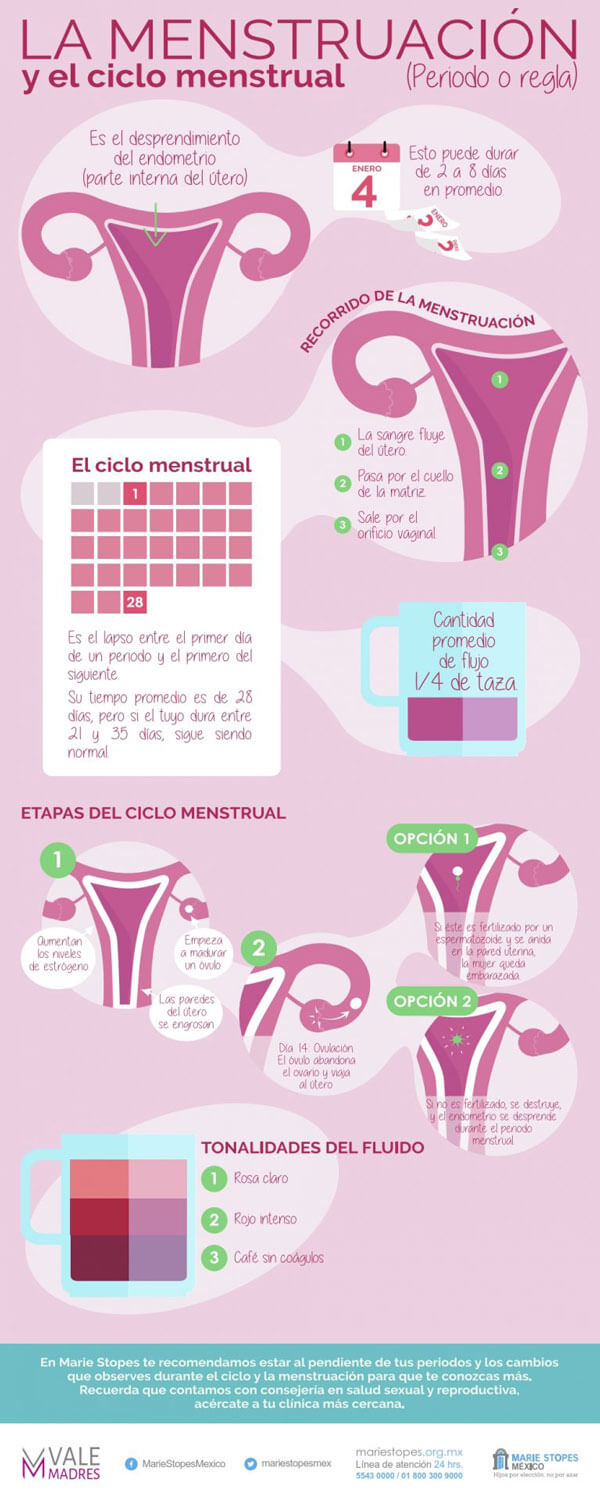 LA MENSTRUACIÓN
y el ciclo menstrual
(Periodo o regla)
Es el desprendimiento
del endometrio
(parte interna del útero)
ENERO
4
3
ENERO
2
Esto puede durar
de 2 a 8 días
en promedio
RECORRIDO DE LA MENSTRUACIÓN
1
2
3
1
La sangre fluye
del útero
2
Pasa por el cuello
de la matriz
3
Sale por el
orificio vaginal
El ciclo menstrual
1
28
Es el lapso entre el primer día
de un periodo y el primero del
siguiente.
Su tiempo promedio es de 28
días, pero si el tuyo dura entre
21 y 35 días, sigue siendo
normal.
Cantidad
promedio
de flujo
1/4 de taza
ETAPAS DEL CICLO MENSTRUAL
1
Aumentan
los niveles
de estrógeno
Empieza
a madurar
un óvulo
Las paredes
del útero
se engrosan
2
Día 14: Ovulación
El óvulo abandona
el ovario y viaja
al útero
OPCIÓN 1
Si éste es fertilizado por un
espermatozoide y se anida
en la pared uterina,
la mujer queda
embarazada
OPCIÓN 2
Si no es fertilizado, se destruye,
y el endometrio se desprende
durante el periodo
menstrual
TONALIDADES DEL FLUIDO
1
Rosa claro
2
Rojo intenso
3
Café sin coágulos
En Marie Stopes te recomendamos estar al pendiente de tus periodos y los cambios
que observes durante el ciclo y la menstruación para que te conozcas más.
Recuerda que contamos con consejería en salud sexual y reproductiva,
acércate a tu clínica más cercana.
VALE
MADRES
MarieStopesMexico
mariestopesmex
mariestopes.org.mx
Línea de atención 24 hrs.
5543 0000 / 01 800 300 9000
MARIE STOPES
MÉXICO
Hijos por elección, no por azar